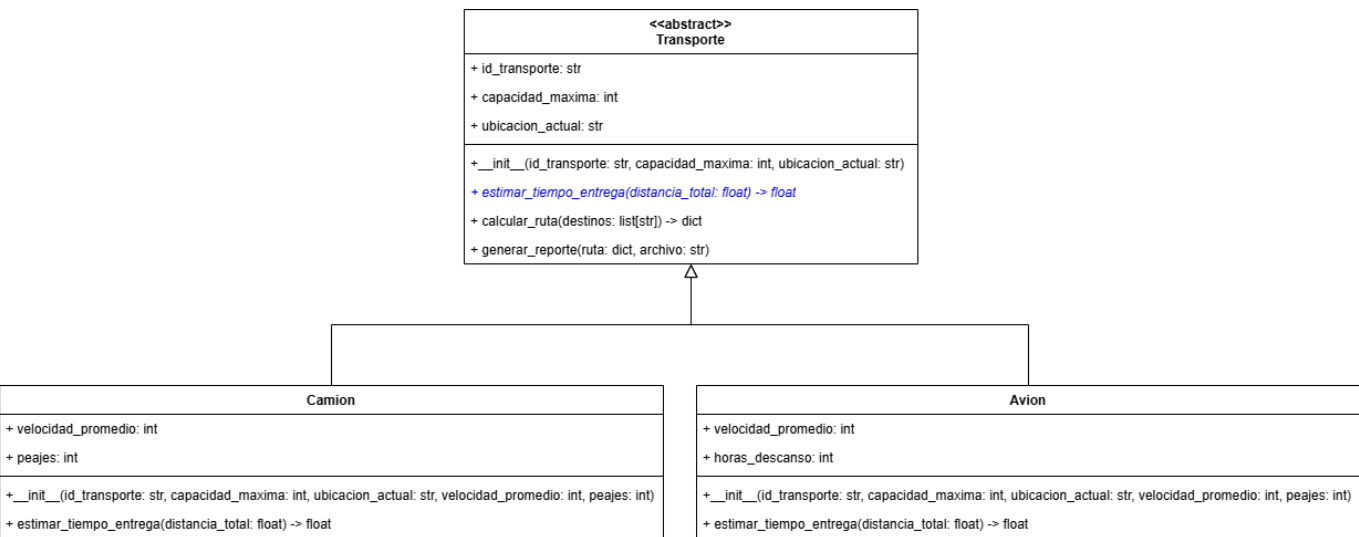 <<abstract>>
Transporte
+ id_transporte: str
+ capacidad_maxima: int
+ ubicacion_actual: str
+__init__(id_transporte: str, capacidad_maxima: int, ubicacion_actual: str)
+ estimar_tiempo_entrega(distancia_total: float) -> float
+ calcular_ruta(destinos: list[str]) -> dict
+ generar_reporte(ruta: dict, archivo: str)
Camion
+ velocidad_promedio: int
+ peajes: int
+__init__(id_transporte: str, capacidad_maxima: int, ubicacion_actual: str, velocidad_promedio: int, peajes: int)
+ estimar_tiempo_entrega(distancia_total: float) -> float
Avion
+ velocidad_promedio: int
+ horas_descanso: int
+__init__(id_transporte: str, capacidad_maxima: int, ubicacion_actual: str, velocidad_promedio: int, peajes: int)
+ estimar_tiempo_entrega(distancia_total: float) -> float